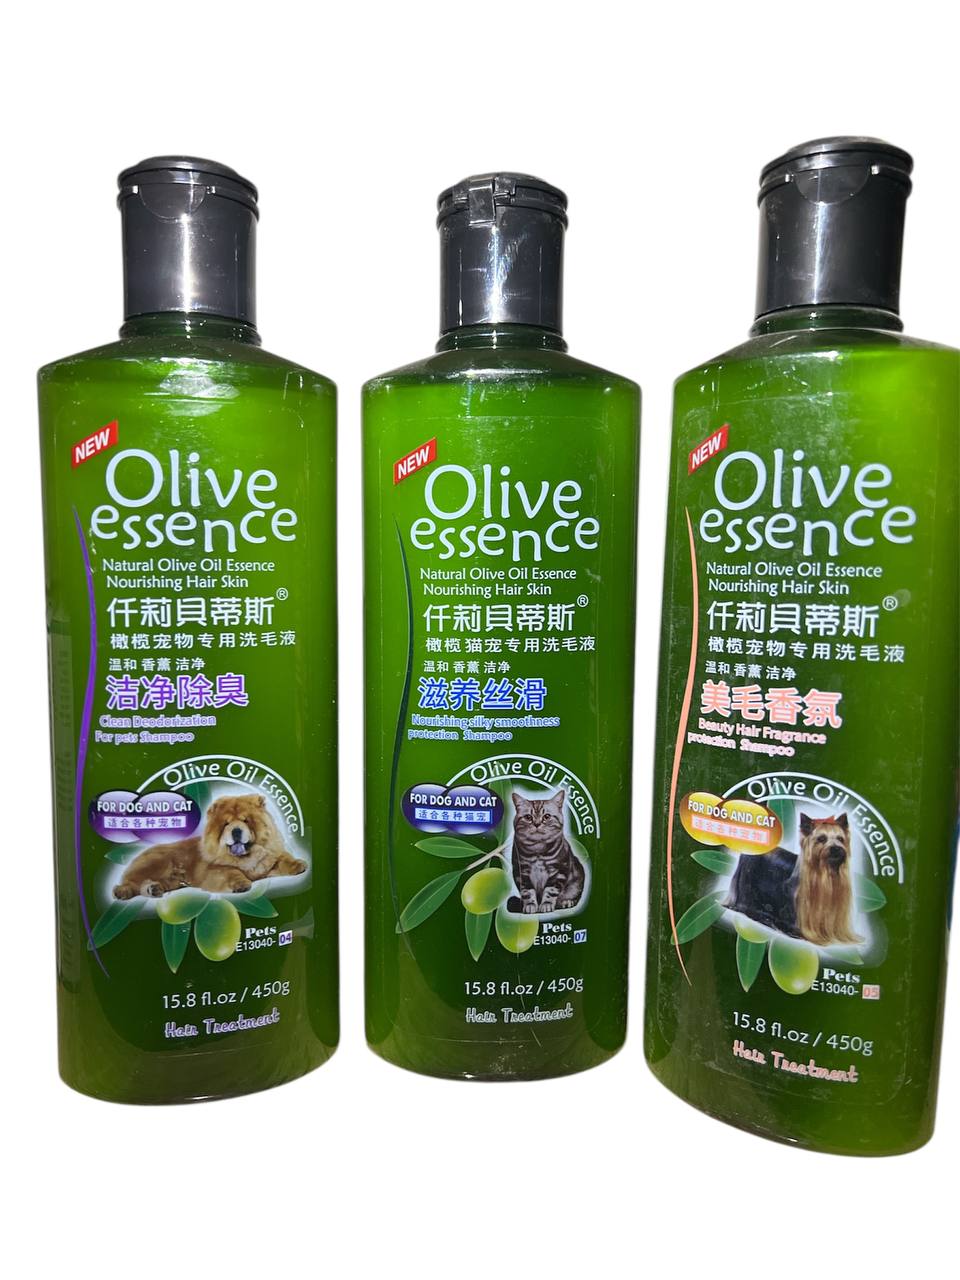 NEW
Olive
essence
Natural Olive Oil Essence
Nourishing Hair Skin
仟莉贝蒂斯®
橄榄宠物专用洗毛液
温和 香薰 洁净
洁净除臭
Clean Deodorization
For pets Shampoo
Olive Oil Essence
FOR DOG AND CAT
适合各种宠物
Pets
E13040-04
15.8 fl.oz / 450g
Hair Treatment
NEW
Olive
essence
Natural Olive Oil Essence
Nourishing Hair Skin
仟莉贝蒂斯®
橄榄猫宠专用洗毛液
温和 香薰 洁净
滋养丝滑
Nourishing silky smoothness
protection Shampoo
Olive Oil Essence
FOR DOG AND CAT
适合各种猫宠
Pets
E13040-07
15.8 fl.oz / 450g
Hair Treatment
NEW
Olive
essence
Natural Olive Oil Essence
Nourishing Hair Skin
仟莉贝蒂斯®
橄榄宠物专用洗毛液
温和 香薰 洁净
美毛香氛
Beauty Hair Fragrance
protection Shampoo
Olive Oil Essence
FOR DOG AND CAT
适合各种宠物
Pets
E13040-05
15.8 fl.oz / 450g
Hair Treatment